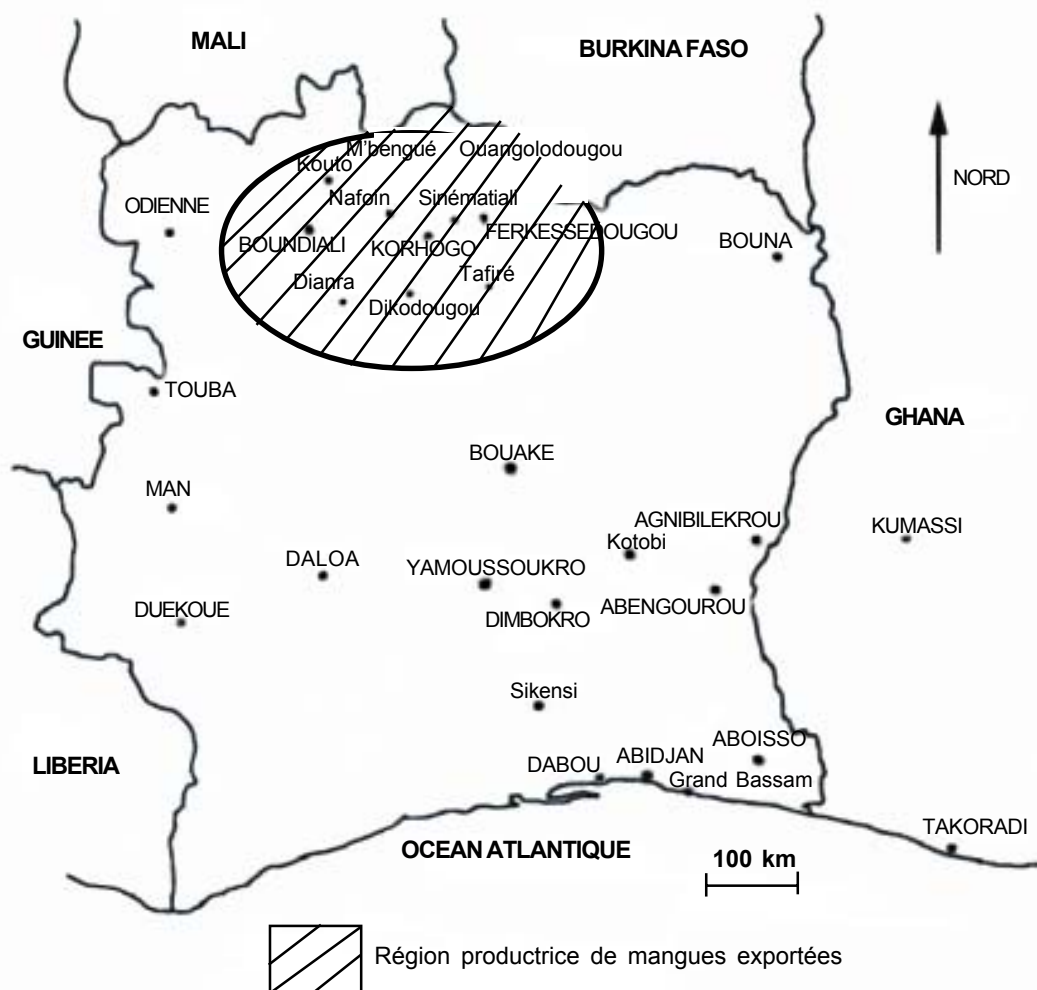 MALI
BURKINA FASO
M'bengué
Ouangolodougou
Kouto
NORD
Nafoin
Sinématiali
ODIENNE
FERKESSEDOUGOU
BOUNDIALI
KORHOGO
BOUNA
Tafiré
Dianra
Dikodougou
GUINEE
TOUBA
GHANA
BOUAKE
MAN
AGNIBILEKROU
KUMASSI
Kotobi
DALOA
YAMOUSSOUKRO
DUEKOUE
ABENGOUROU
DIMBOKRO
Sikensi
ABOISSO
LIBERIA
DABOU
ABIDJAN
Grand Bassam
TAKORADI
OCEAN ATLANTIQUE
100 km
Région productrice de mangues exportées